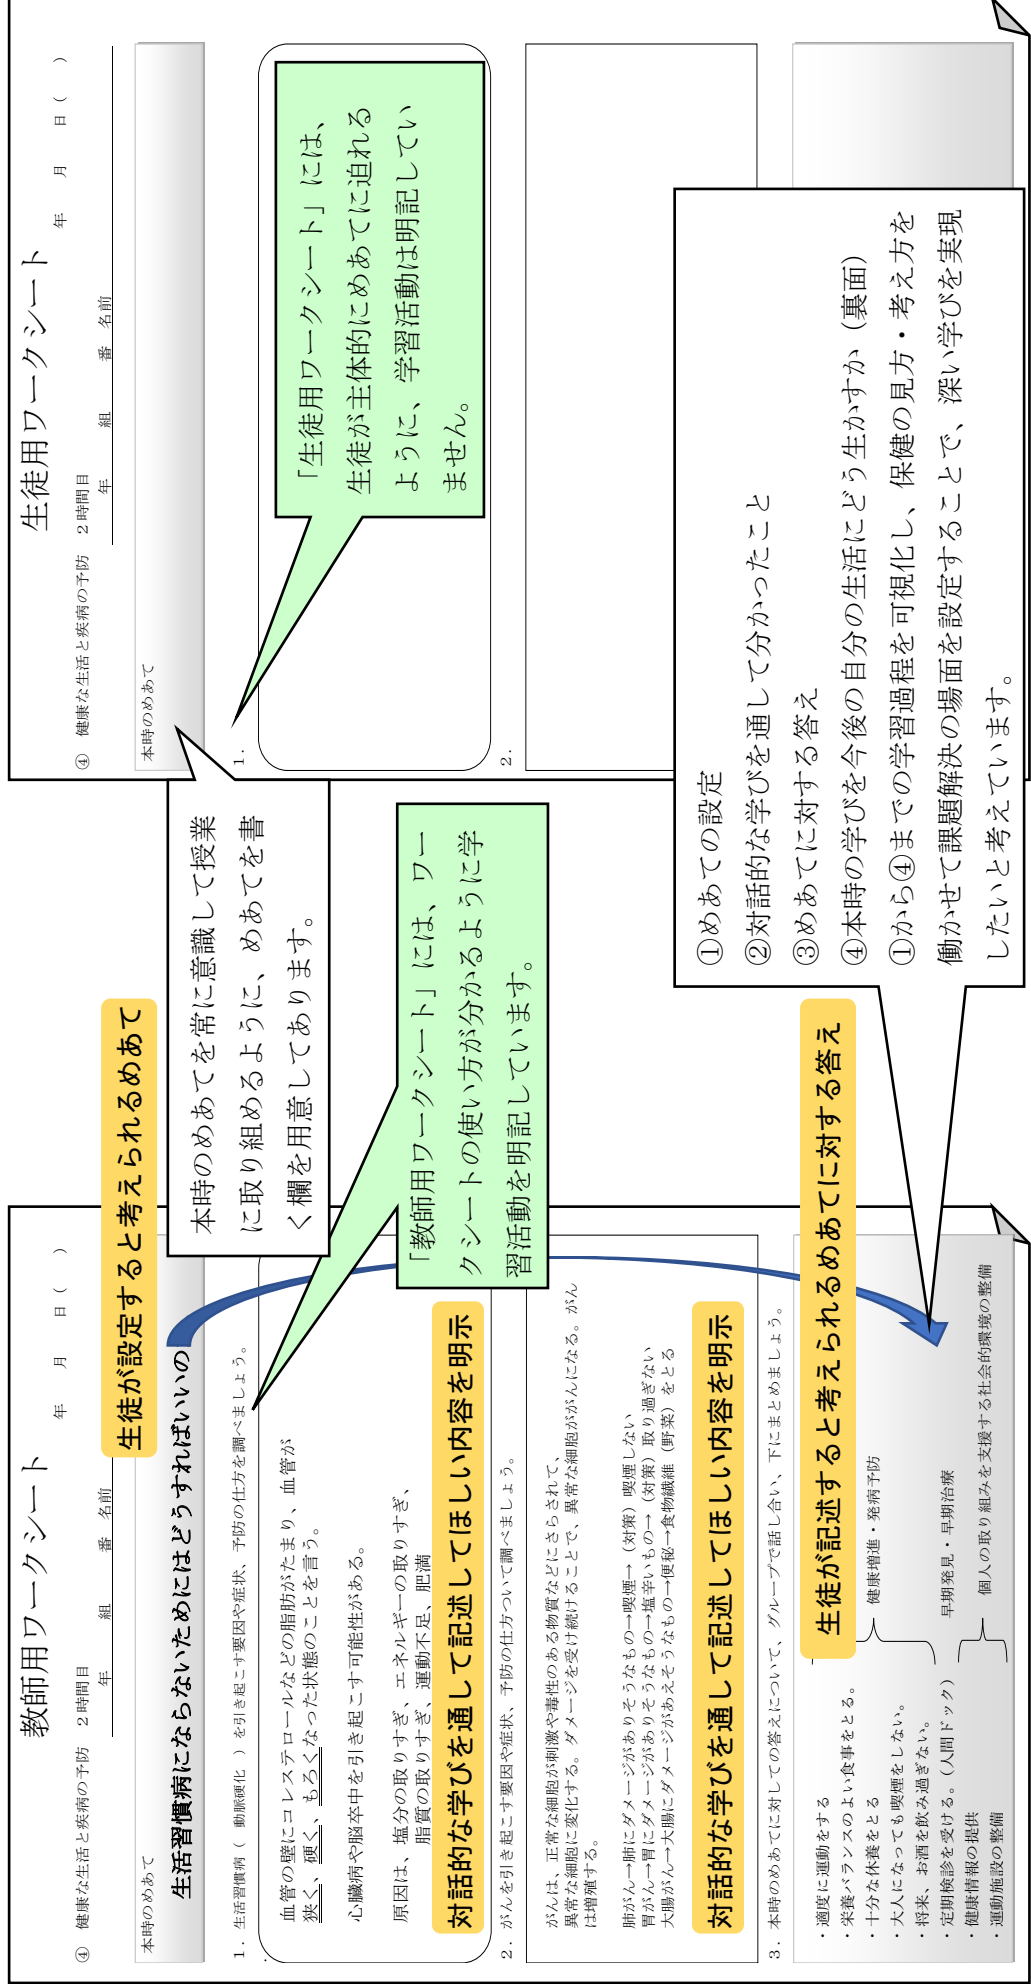 教師用ワークシート
年　　月　　日（　　）
④　健康な生活と疾病の予防　２時間目
年　　組　　番　名前
生徒が設定すると考えられるめあて
本時のめあて
生活習慣病にならないためにはどうすればいいの
本時のめあてを常に意識して授業
に取り組めるように、めあてを書
く欄を用意してあります。
１．生活習慣病（　動脈硬化　）を引き起こす要因や症状、予防の仕方を調べましょう。
血管の壁にコレステロールなどの脂肪がたまり、血管が
狭く、硬く、もろくなった状態のことを言う。
心臓病や脳卒中を引き起こす可能性がある。
原因は、塩分の取りすぎ、エネルギーの取りすぎ、
脂質の取りすぎ、運動不足、肥満
対話的な学びを通して記述してほしい内容を明示
「教師用ワークシート」には、ワー
クシートの使い方が分かるように学
習活動を明記しています。
２．がんを引き起こす要因や症状、予防の仕方ついて調べましょう。
がんは、正常な細胞が刺激や毒性のある物質などにさらされて、
異常な細胞に変化する。ダメージを受け続けることで、異常な細胞ががんになる。がん
は増殖する。
肺がん→肺にダメージがありそうなもの→喫煙→（対策）喫煙しない
胃がん→胃にダメージがありそうなもの→塩辛いもの→（対策）取り過ぎない
大腸がん→大腸にダメージがあえそうなもの→便秘→食物繊維（野菜）をとる
対話的な学びを通して記述してほしい内容を明示
３．本時のめあてに対しての答えについて、グループで話し合い、下にまとめましょう。
生徒が記述すると考えられるめあてに対する答え
・適度に運動をする
・栄養バランスのよい食事をとる。
・十分な休養をとる
・大人になっても喫煙をしない。
・将来、お酒を飲み過ぎない。
・定期検診を受ける。（人間ドック）
・健康情報の提供
・運動施設の整備
健康増進・発病予防
早期発見・早期治療
個人の取り組みを支援する社会的環境の整備
生徒用ワークシート
年　　月　　日（　　）
④　健康な生活と疾病の予防　２時間目
年　　組　　番　名前
本時のめあて
１．
「生徒用ワークシート」には、
生徒が主体的にめあてに迫れる
ように、学習活動は明記してい
ません。
２．
①めあての設定
②対話的な学びを通して分かったこと
③めあてに対する答え
④本時の学びを今後の自分の生活にどう生かすか（裏面）
①から④までの学習過程を可視化し、保健の見方・考え方を
働かせて課題解決の場面を設定することで、深い学びを実現
したいと考えています。